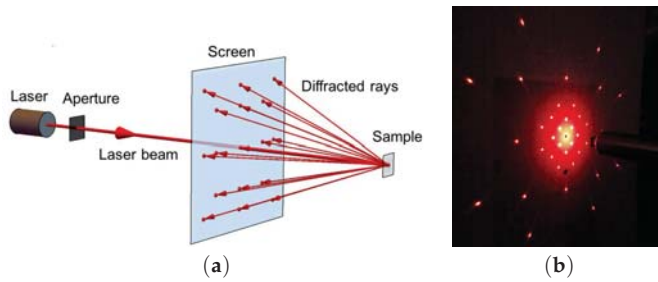 Screen
Diffracted rays
Laser
Aperture
Sample
Laser beam
(a)
(b)